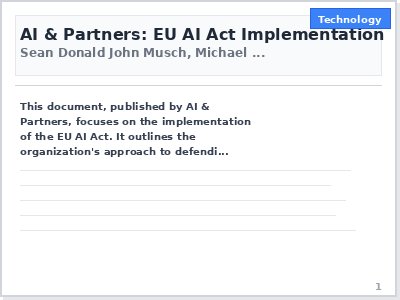 Technology
AI & Partners: EU AI Act Implementation
Sean Donald John Musch, Michael ...
This document, published by AI &
Partners, focuses on the implementation
of the EU AI Act. It outlines the
organization's approach to defendi...
1